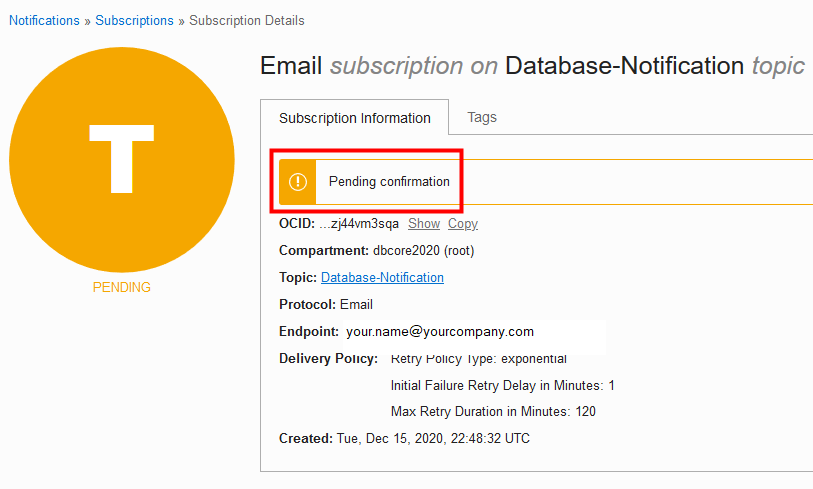 Notifications » Subscriptions » Subscription Details
T
PENDING
Email subscription on Database-Notification topic
Subscription Information
Tags
Pending confirmation
OCID: ...zj44vm3sqa Show Copy
Compartment: dbcore2020 (root)
Topic: Database-Notification
Protocol: Email
Endpoint: your.name@yourcompany.com
Delivery Policy: Retry Policy Type: exponential
Initial Failure Retry Delay in Minutes: 1
Max Retry Duration in Minutes: 120
Created: Tue, Dec 15, 2020, 22:48:32 UTC